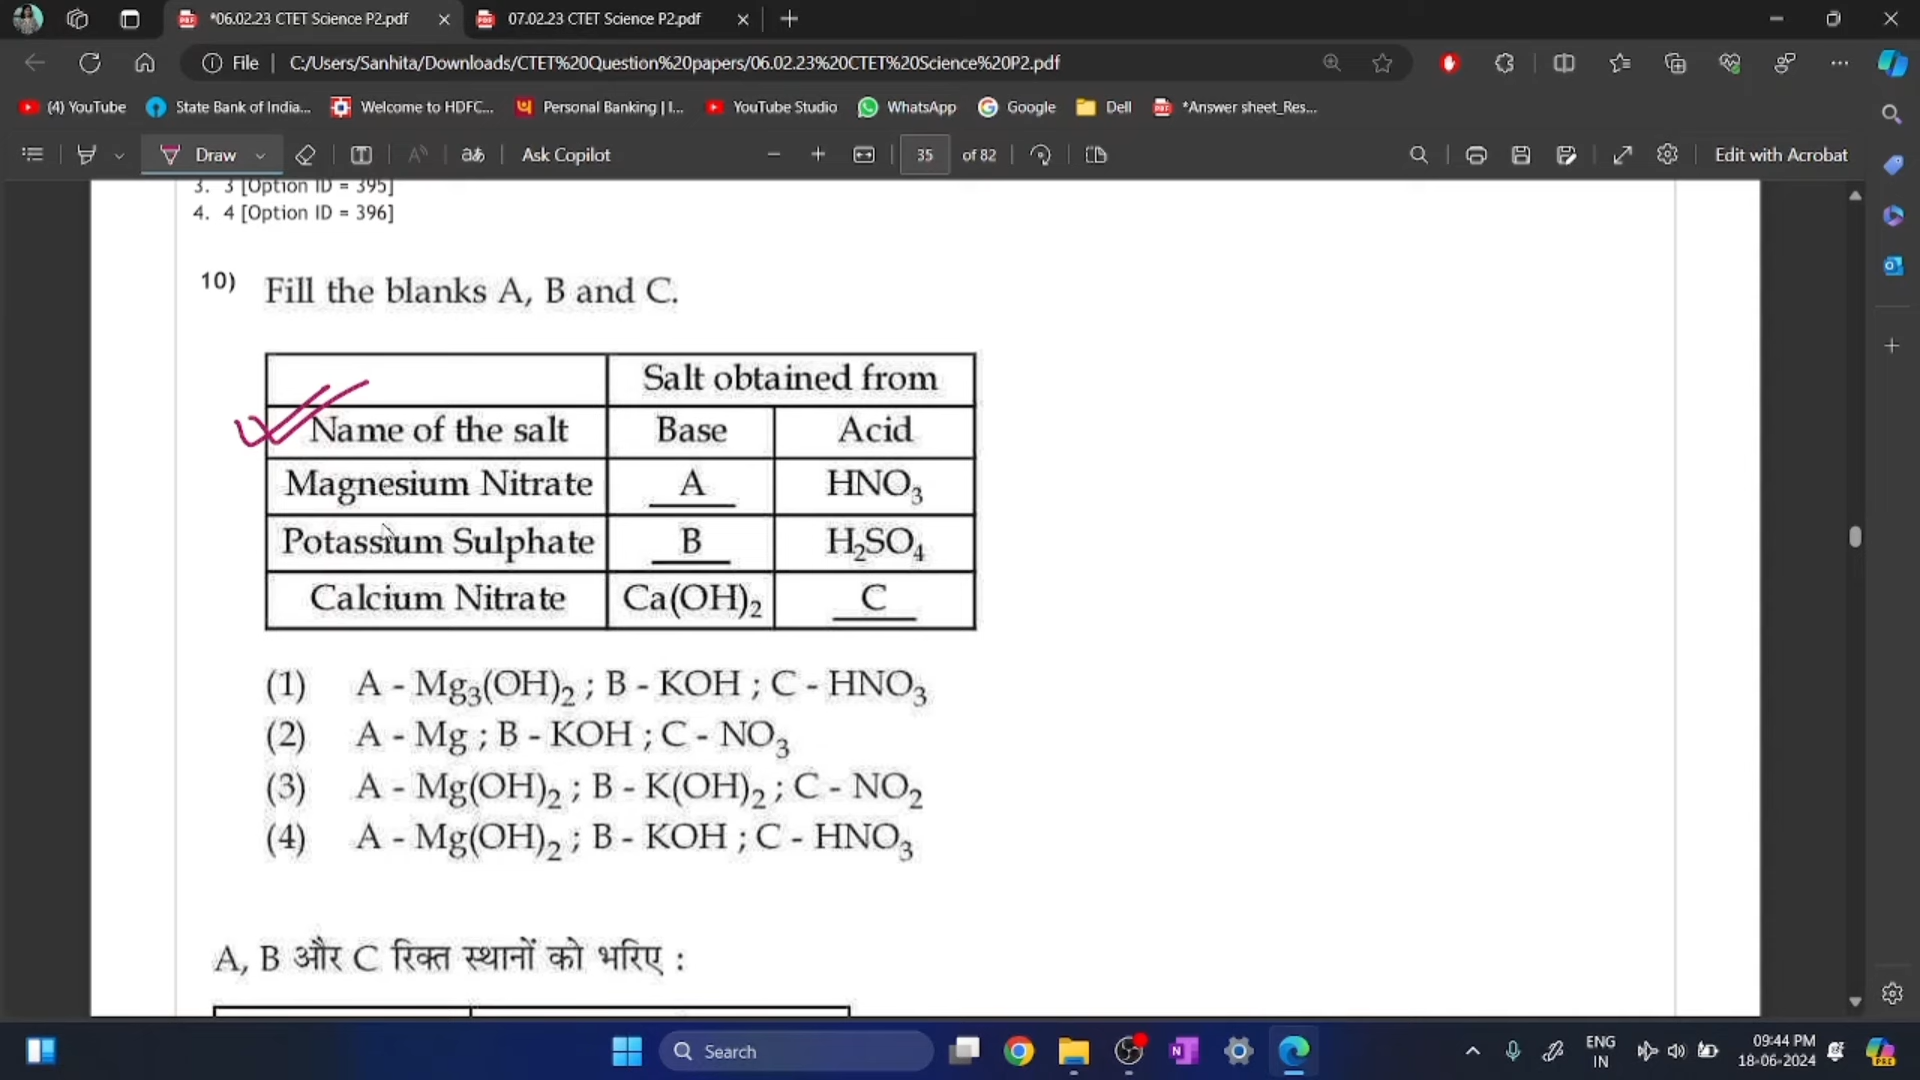 *06.02.23 CTET Science P2.pdf
07.02.23 CTET Science P2.pdf
File
C:/Users/Sanhita/Downloads/CTET%20Question%20papers/06.02.23%20CTET%20Science%20P2.pdf
(4) YouTube
State Bank of India...
Welcome to HDFC...
Personal Banking | I...
YouTube Studio
WhatsApp
Google
Dell
*Answer sheet_Res...
Draw
Ask Copilot
35 of 82
Edit with Acrobat
3. 3 [Option ID = 395]
4. 4 [Option ID = 396]
10) Fill the blanks A, B and C.
Salt obtained from
Name of the salt Base Acid
Magnesium Nitrate A HNO₃
Potassium Sulphate B H₂SO₄
Calcium Nitrate Ca(OH)₂ C
(1) A - Mg₃(OH)₂ ; B - KOH ; C - HNO₃
(2) A - Mg ; B - KOH ; C - NO₃
(3) A - Mg(OH)₂ ; B - K(OH)₂ ; C - NO₂
(4) A - Mg(OH)₂ ; B - KOH ; C - HNO₃
A, B और C रिक्त स्थानों को भरिए :
Search
ENG
IN
09:44 PM
18-06-2024